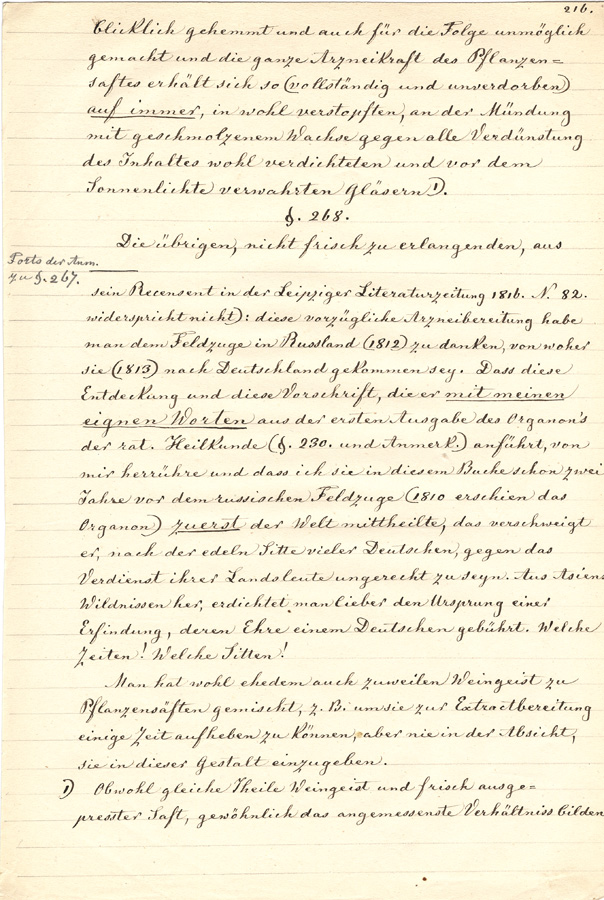 216.
blicklich gehemmt und auch für die Folge unmöglich
gemacht und die ganze Arzneikraft des Pflanzen=
saftes erhält sich so (vollständig und unverdorben)
auf immer, in wohl verstopften, an der Mündung
mit geschmolzenem Wachse gegen alle Verdünstung
des Inhaltes wohl verdichteten und vor dem
Sonnenlichte verwahrten Gläsern 1).
§. 268.
Die übrigen, nicht frisch zu erlangenden, aus
Forts der Anm.
zu §. 267.
sein Recensent in der Leipziger Literaturzeitung 1816. N. 82.
widerspricht nicht): diese vorzügliche Arzneibereitung habe
man dem Feldzuge in Russland (1812) zu danken, von woher
sie (1813) nach Deutschland gekommen sey. Dass diese
Entdeckung und diese Vorschrift, die er mit meinen
eignen Worten aus der ersten Ausgabe des Organon's
der rat. Heilkunde (§. 230. und Anmerk.) anführt, von
mir herrühre und dass ich sie in diesem Buche schon zwei
Jahre vor dem russischen Feldzuge (1810 erschien das
Organon) zuerst der Welt mittheilte, das verschweigt
er, nach der edeln Sitte vieler Deutschen, gegen das
Verdienst ihrer Landsleute ungerecht zu seyn. Aus Asiens
Wildnissen her, erdichtet man lieber den Ursprung einer
Erfindung, deren Ehre einem Deutschen gebührt. Welche
Zeiten! Welche Sitten!
Man hat wohl ehedem auch zuweilen Weingeist zu
Pflanzensäften gemischt, z. B. um sie zur Extractbereitung
einige Zeit aufheben zu können, aber nie in der Absicht,
sie in dieser Gestalt einzugeben.
1) Obwohl gleiche Theile Weingeist und frisch ausge=
presster Saft, gewöhnlich das angemessenste Verhältniss bilden